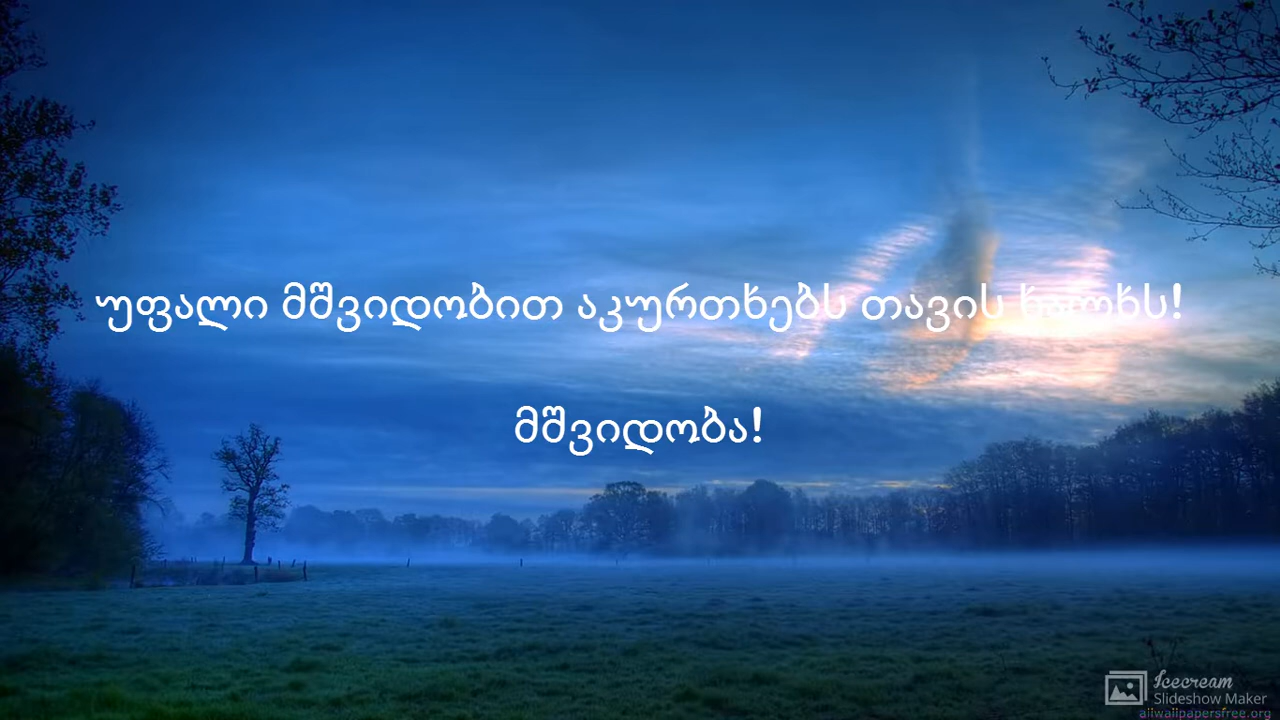 უფალი მშვიდობით აკურთხებს თავის ხალხს!
მშვიდობა!
Icecream
Slideshow Maker
allwallpapersfree.org